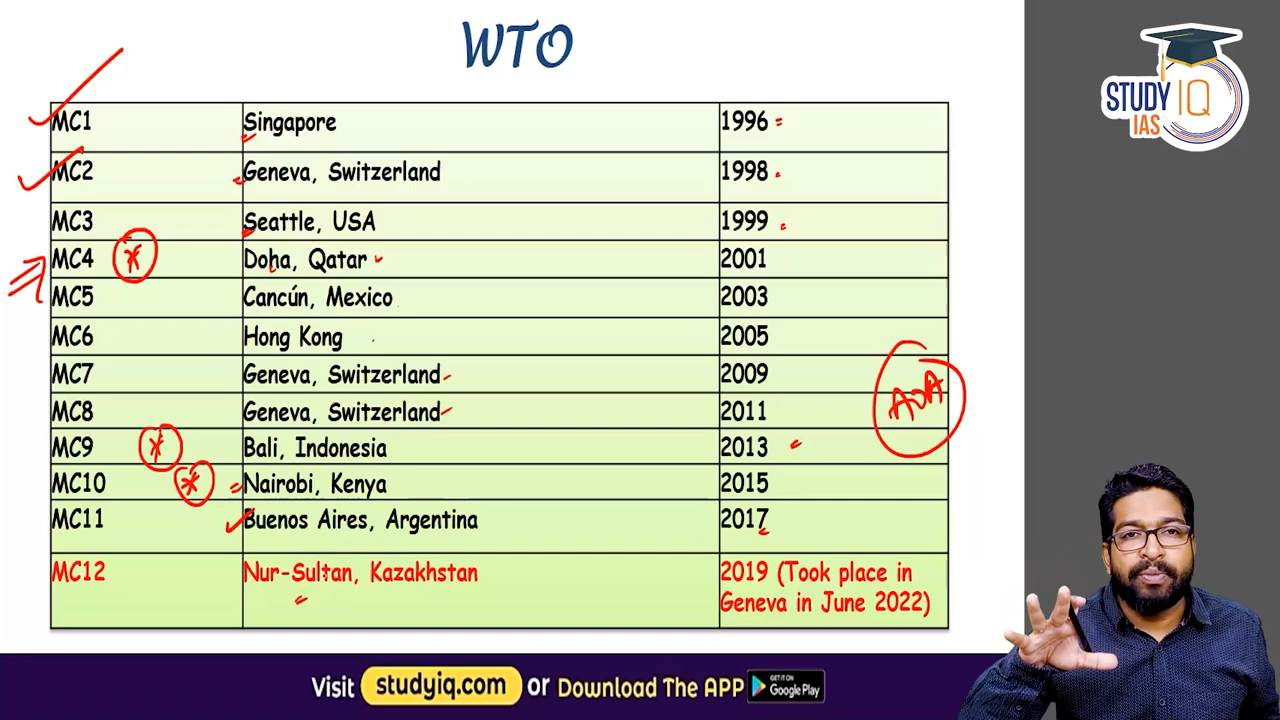 WTO
STUDY IQ
IAS
MC1 Singapore 1996
MC2 Geneva, Switzerland 1998
MC3 Seattle, USA 1999
MC4 Doha, Qatar 2001
MC5 Cancún, Mexico 2003
MC6 Hong Kong 2005
MC7 Geneva, Switzerland 2009
MC8 Geneva, Switzerland 2011
AOA
MC9 Bali, Indonesia 2013
MC10 Nairobi, Kenya 2015
MC11 Buenos Aires, Argentina 2017
MC12 Nur-Sultan, Kazakhstan 2019 (Took place in
Geneva in June 2022)
Visit studyiq.com or Download The APP GET IT ON
Google Play